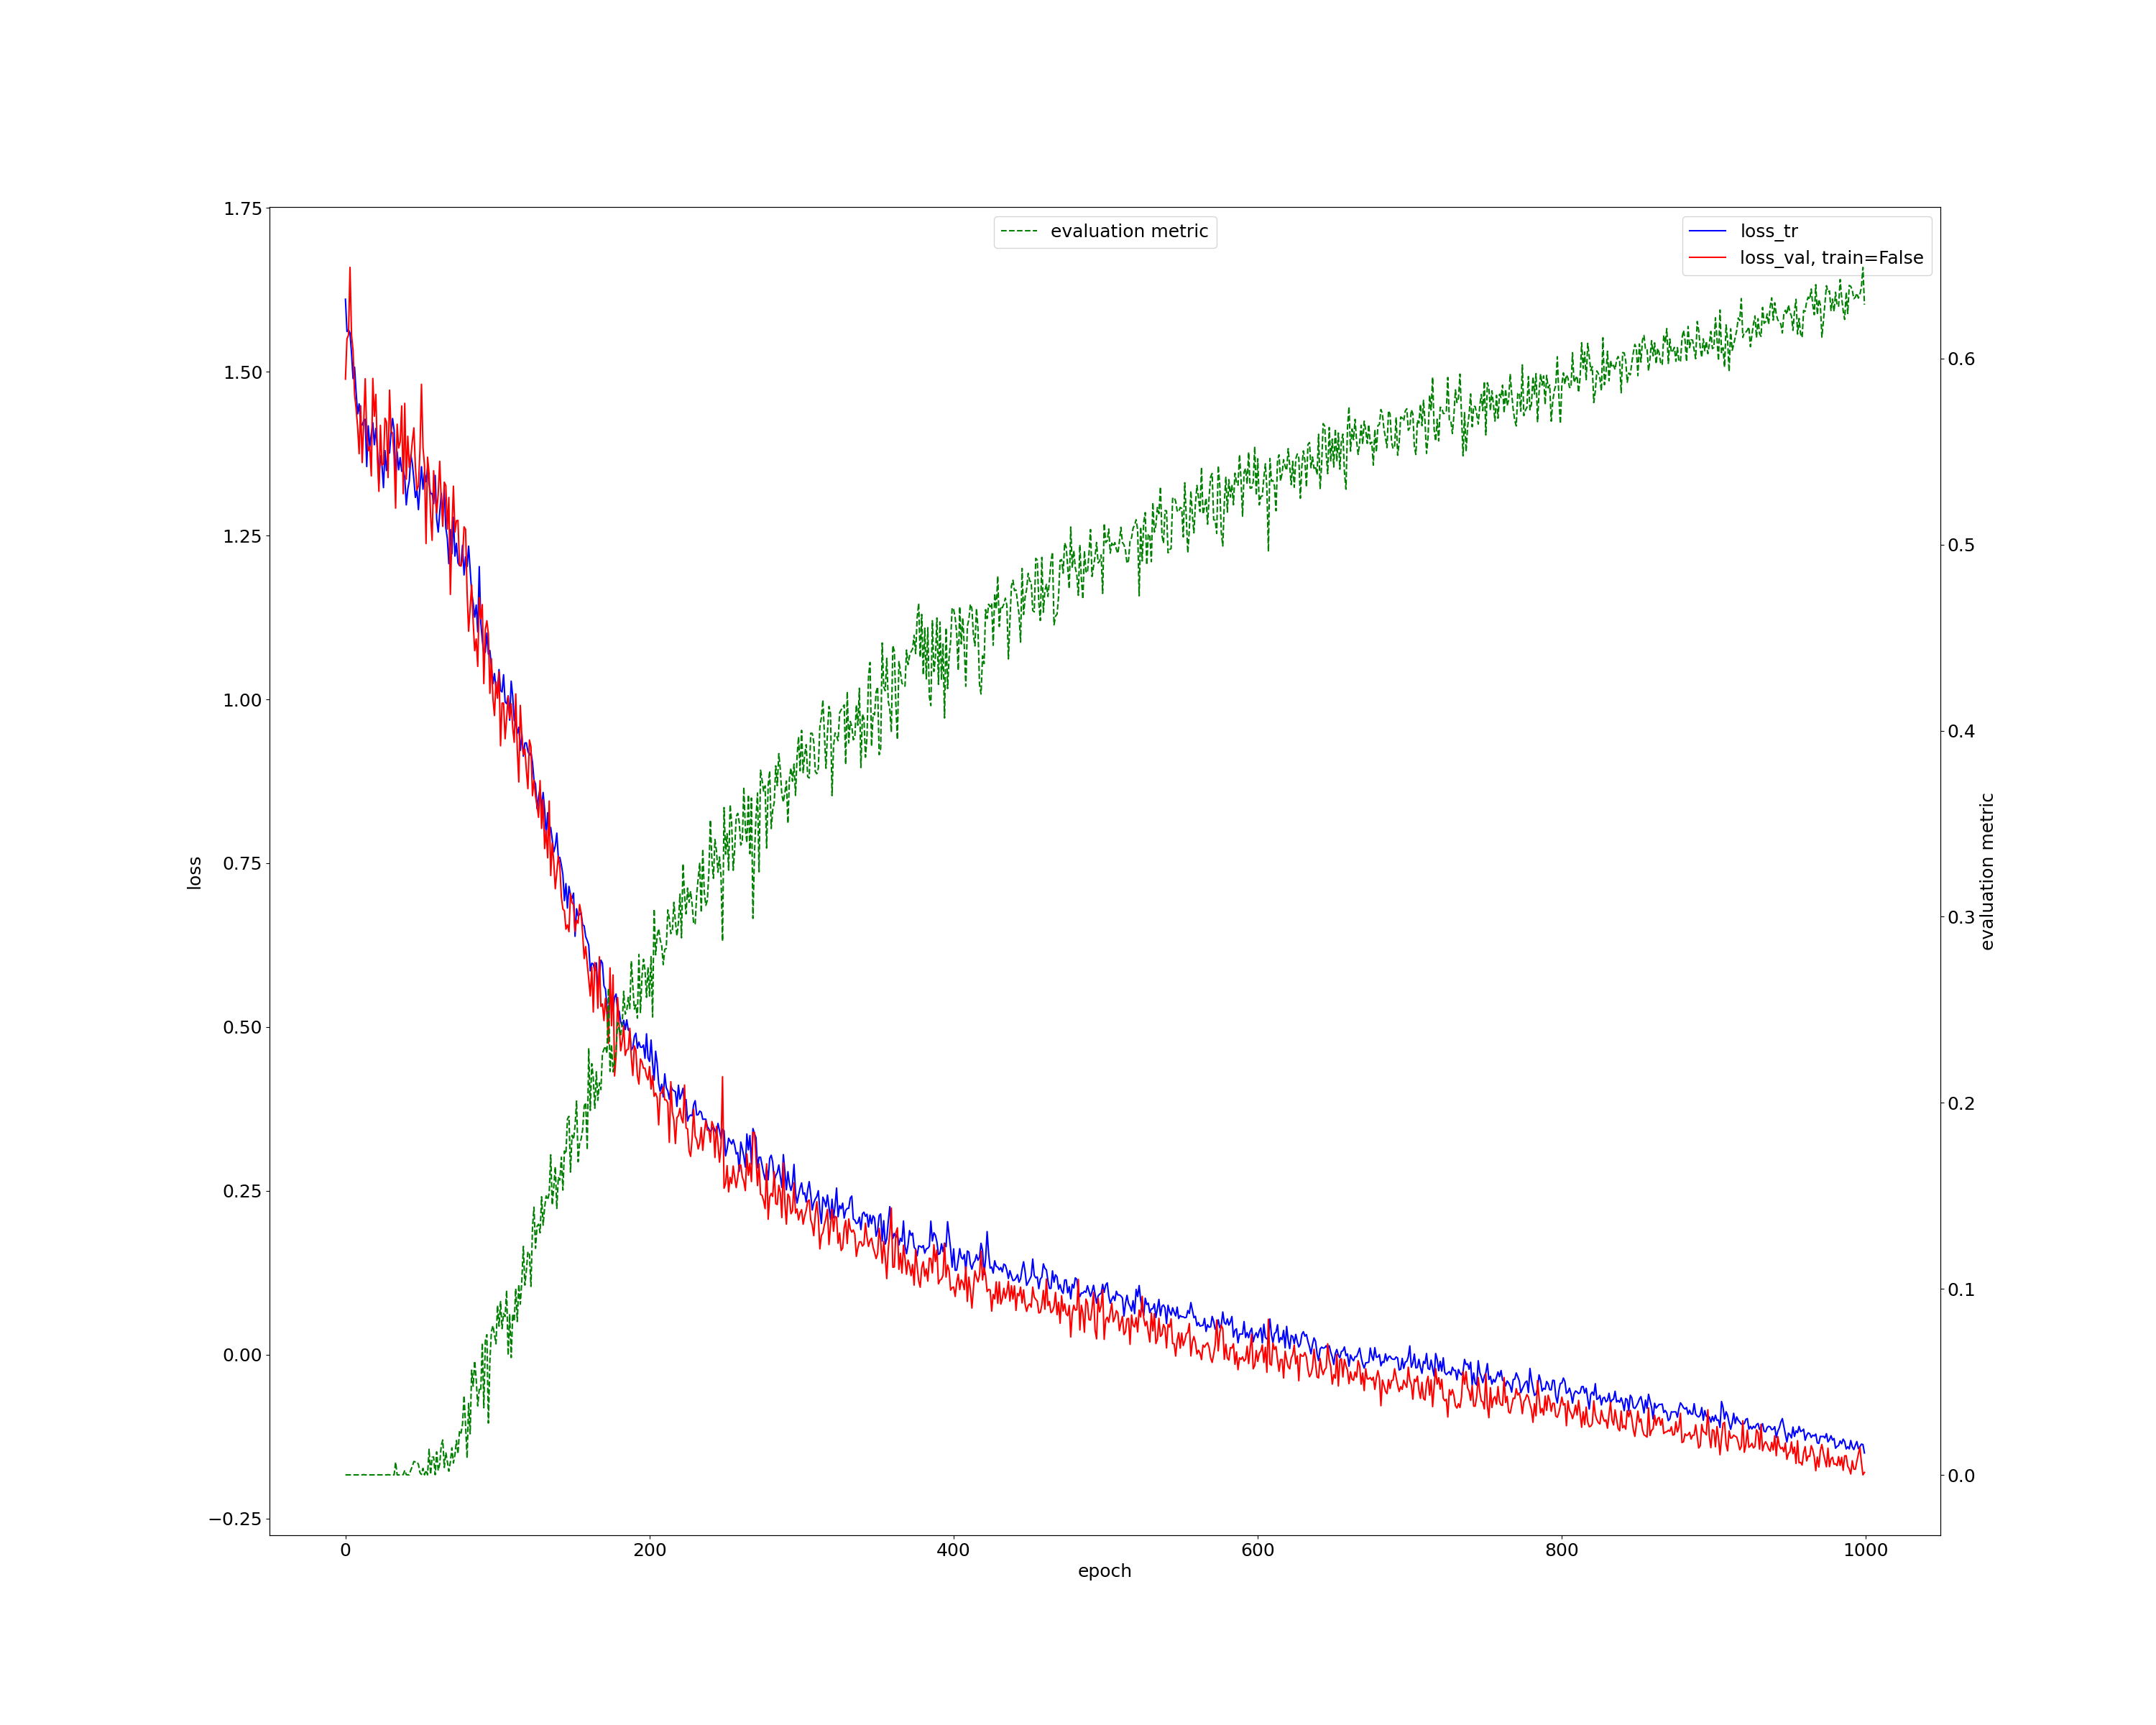 evaluation metric
loss_tr
loss_val, train=False
1.75
1.50
1.25
1.00
0.75
0.50
0.25
0.00
−0.25
loss
0.6
0.5
0.4
0.3
0.2
0.1
0.0
evaluation metric
0 200 400 600 800 1000
epoch